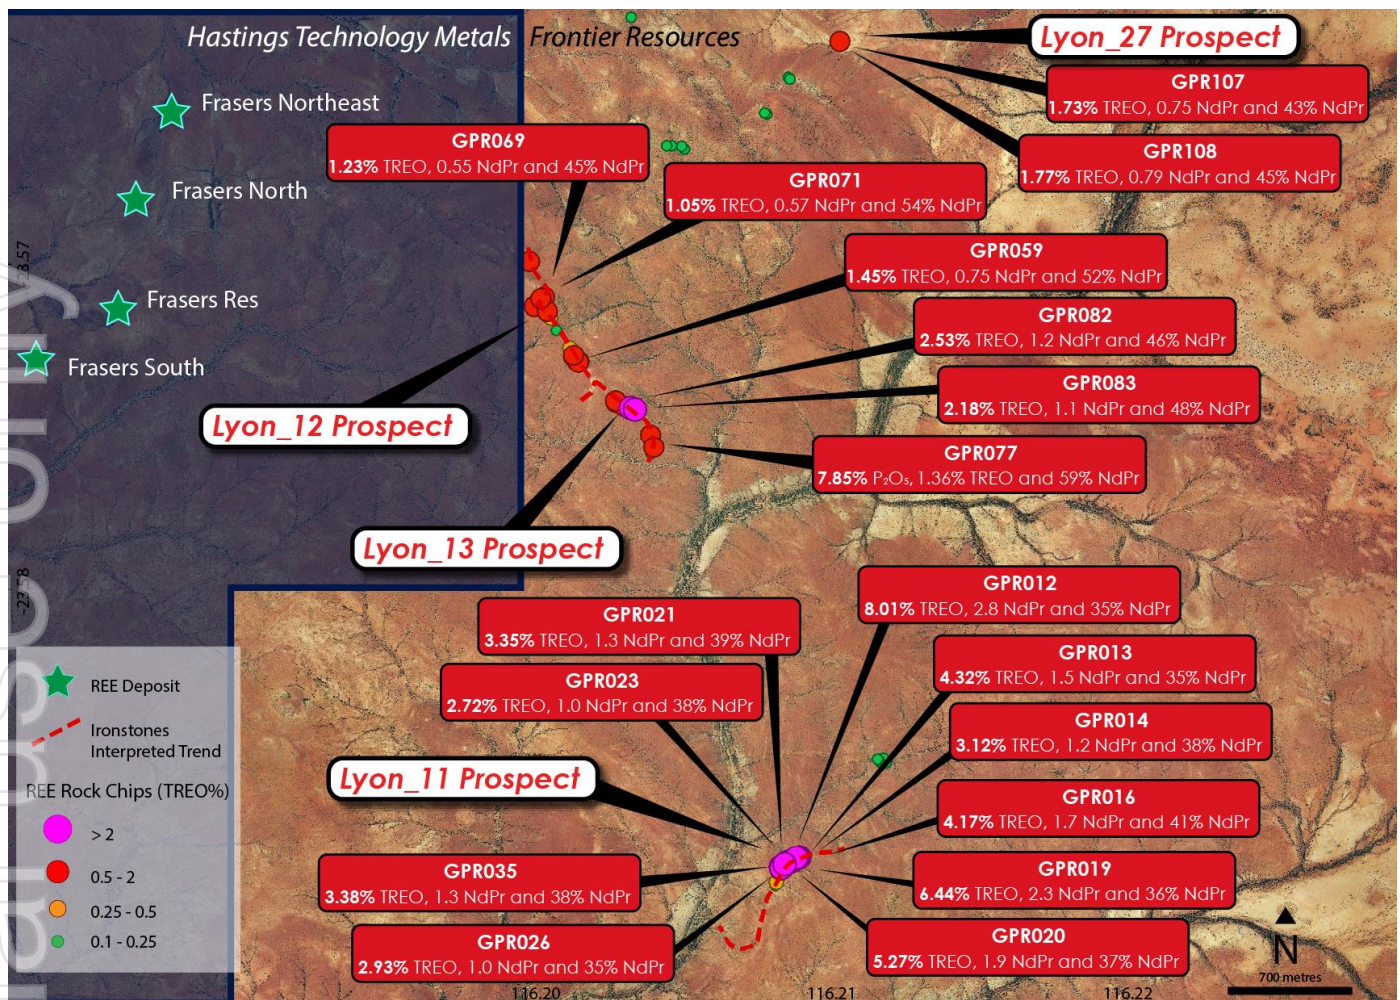 Hastings Technology Metals
Frontier Resources
Lyon_27 Prospect
GPR107
1.73% TREO, 0.75 NdPr and 43% NdPr
GPR108
1.77% TREO, 0.79 NdPr and 45% NdPr
Frasers Northeast
GPR069
1.23% TREO, 0.55 NdPr and 45% NdPr
GPR071
1.05% TREO, 0.57 NdPr and 54% NdPr
Frasers North
GPR059
1.45% TREO, 0.75 NdPr and 52% NdPr
Frasers Res
GPR082
2.53% TREO, 1.2 NdPr and 46% NdPr
Frasers South
GPR083
2.18% TREO, 1.1 NdPr and 48% NdPr
Lyon_12 Prospect
GPR077
7.85% P₂O₅, 1.36% TREO and 59% NdPr
Lyon_13 Prospect
GPR012
8.01% TREO, 2.8 NdPr and 35% NdPr
GPR021
3.35% TREO, 1.3 NdPr and 39% NdPr
GPR013
4.32% TREO, 1.5 NdPr and 35% NdPr
GPR023
2.72% TREO, 1.0 NdPr and 38% NdPr
GPR014
3.12% TREO, 1.2 NdPr and 38% NdPr
Lyon_11 Prospect
GPR016
4.17% TREO, 1.7 NdPr and 41% NdPr
GPR035
3.38% TREO, 1.3 NdPr and 38% NdPr
GPR019
6.44% TREO, 2.3 NdPr and 36% NdPr
GPR026
2.93% TREO, 1.0 NdPr and 35% NdPr
GPR020
5.27% TREO, 1.9 NdPr and 37% NdPr
REE Deposit
Ironstones
Interpreted Trend
REE Rock Chips (TREO%)
> 2
0.5 - 2
0.25 - 0.5
0.1 - 0.25
N
700 metres
116.20
116.21
116.22
only